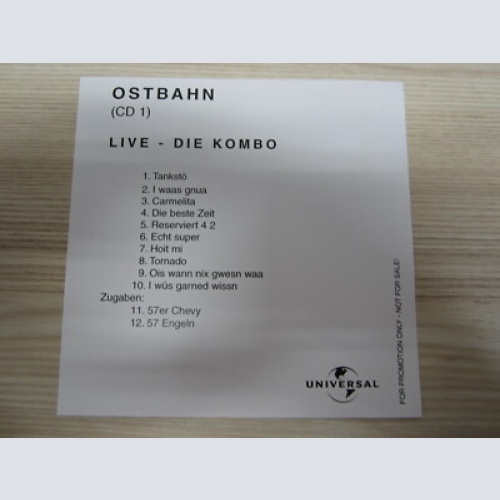 OSTBAHN
(CD 1)
LIVE - DIE KOMBO
1. Tankstö
2. I waas gnua
3. Carmelita
4. Die beste Zeit
5. Reserviert 4 2
6. Echt super
7. Hoit mi
8. Tornado
9. Ois wann nix gwesn waa
10. I wüs garned wissn
Zugaben:
11. 57er Chevy
12. 57 Engeln
UNIVERSAL
FOR PROMOTION ONLY - NOT FOR SALE!